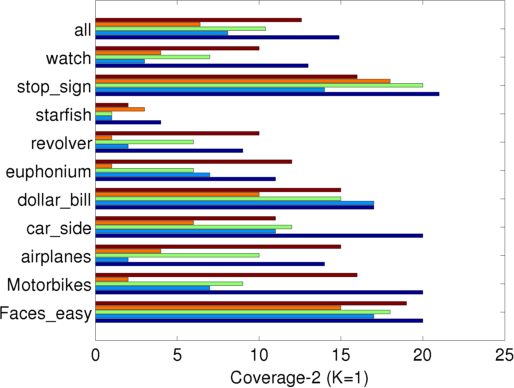 all
watch
stop_sign
starfish
revolver
euphonium
dollar_bill
car_side
airplanes
Motorbikes
Faces_easy
0 5 10 15 20 25
Coverage-2 (K=1)